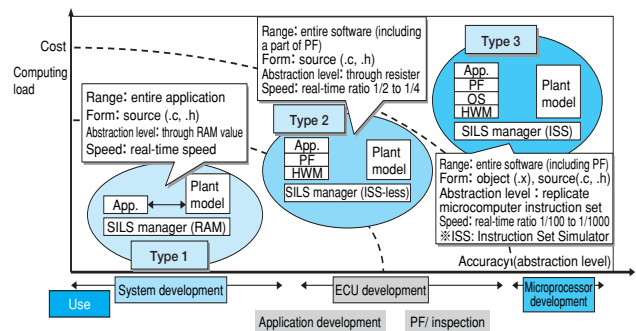 Cost
Computing
load
Range: entire application
Form: source (.c, .h)
Abstraction level: through RAM value
Speed: real-time speed
App.
Plant
model
SILS manager (RAM)
Type 1
Range: entire software (including
a part of PF)
Form: source (.c, .h)
Abstraction level: through resister
Speed: real-time ratio 1/2 to 1/4
Type 2
App.
PF
HWM
Plant
model
SILS manager (ISS-less)
Type 3
App.
PF
OS
HWM
Plant
model
SILS manager (ISS)
Range: entire software (including PF)
Form: object (.x), source(.c, .h)
Abstraction level : replicate
microcomputer instruction set
Speed: real-time ratio 1/100 to 1/1000
※ISS: Instruction Set Simulator
Accuracy (abstraction level)
Use
System development
ECU development
Microprocessor
development
Application development
PF/ inspection